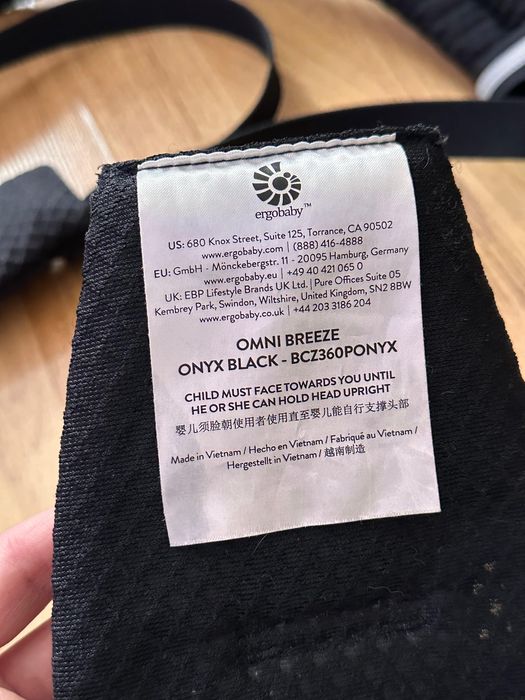 ergobaby™
US: 680 Knox Street, Suite 125, Torrance, CA 90502
www.ergobaby.com | (888) 416-4888
EU: GmbH - Mönckebergstr. 11 - 20095 Hamburg, Germany
www.ergobaby.eu | +49 40 421 065 0
UK: EBP Lifestyle Brands UK Ltd. | Pure Offices Suite 05
Kembrey Park, Swindon, Wiltshire, United Kingdom, SN2 8BW
www.ergobaby.co.uk | +44 203 3186 204
OMNI BREEZE
ONYX BLACK - BCZ360PONYX
CHILD MUST FACE TOWARDS YOU UNTIL
HE OR SHE CAN HOLD HEAD UPRIGHT
婴儿须脸朝使用者使用直至婴儿能自行支撑头部
Made in Vietnam / Hecho en Vietnam / Fabriqué au Vietnam /
Hergestellt in Vietnam / 越南制造